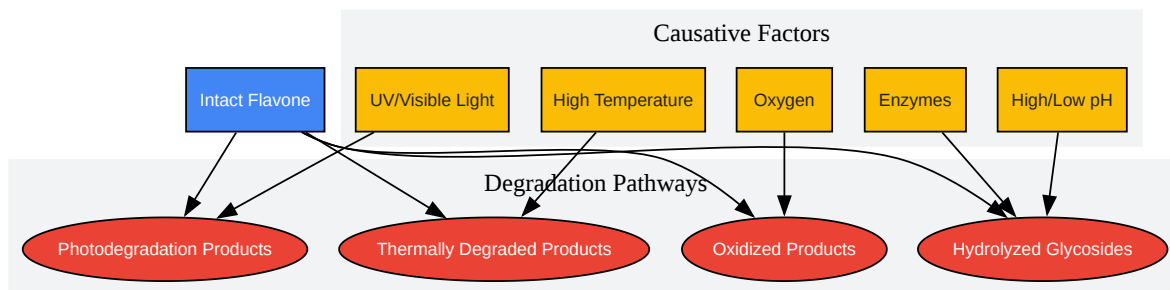 Causative Factors
Intact Flavone
UV/Visible Light
High Temperature
Oxygen
Enzymes
High/Low pH
Degradation Pathways
Photodegradation Products
Thermally Degraded Products
Oxidized Products
Hydrolyzed Glycosides